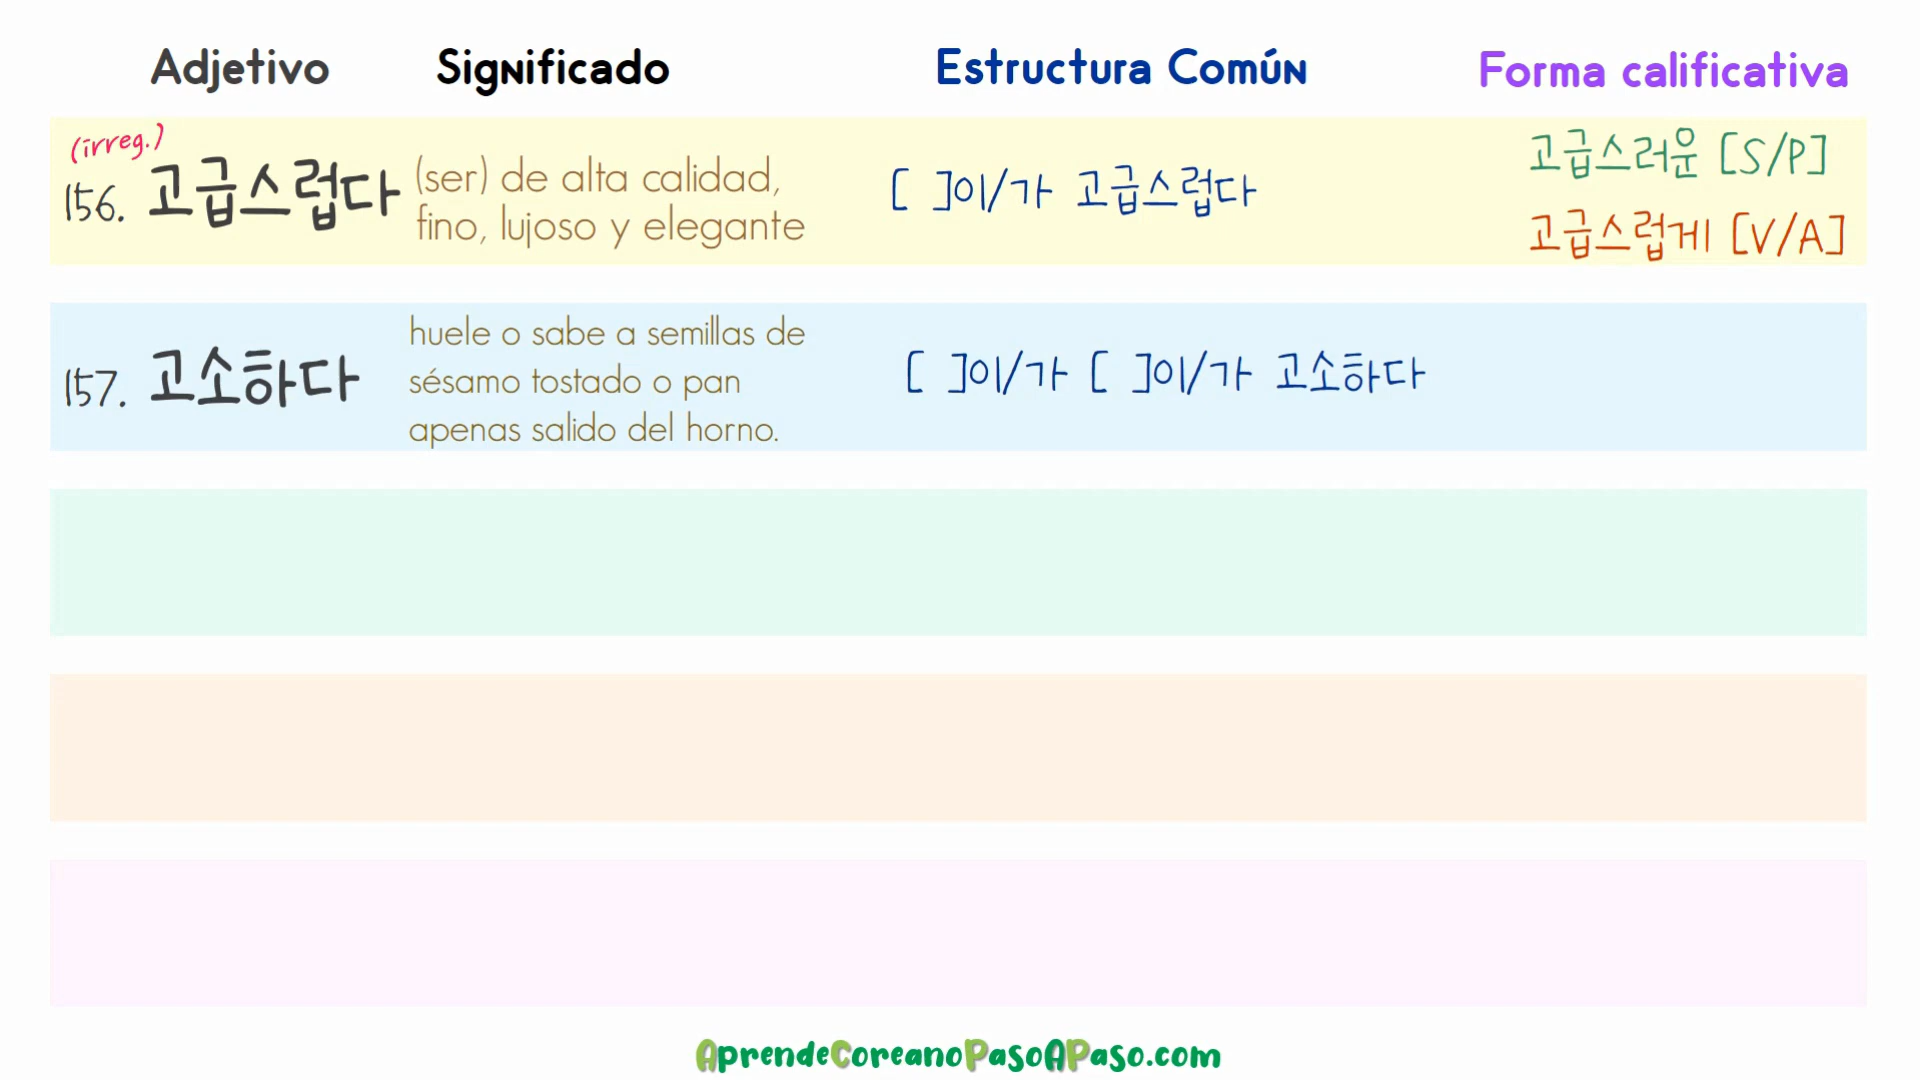 Adjetivo Significado Estructura Común Forma calificativa
(irreg.)
156. 고급스럽다
(ser) de alta calidad,
fino, lujoso y elegante
[ ]이/가 고급스럽다
고급스러운 [S/P]
고급스럽게 [V/A]
157. 고소하다
huele o sabe a semillas de
sésamo tostado o pan
apenas salido del horno.
[ ]이/가 [ ]이/가 고소하다
AprendeCoreanoPasoAPaso.com